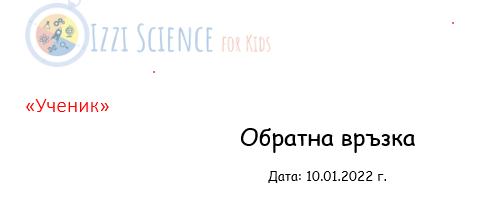 IZZI SCIENCE FOR KIDS
«Ученик»
Обратна връзка
Дата: 10.01.2022 г.